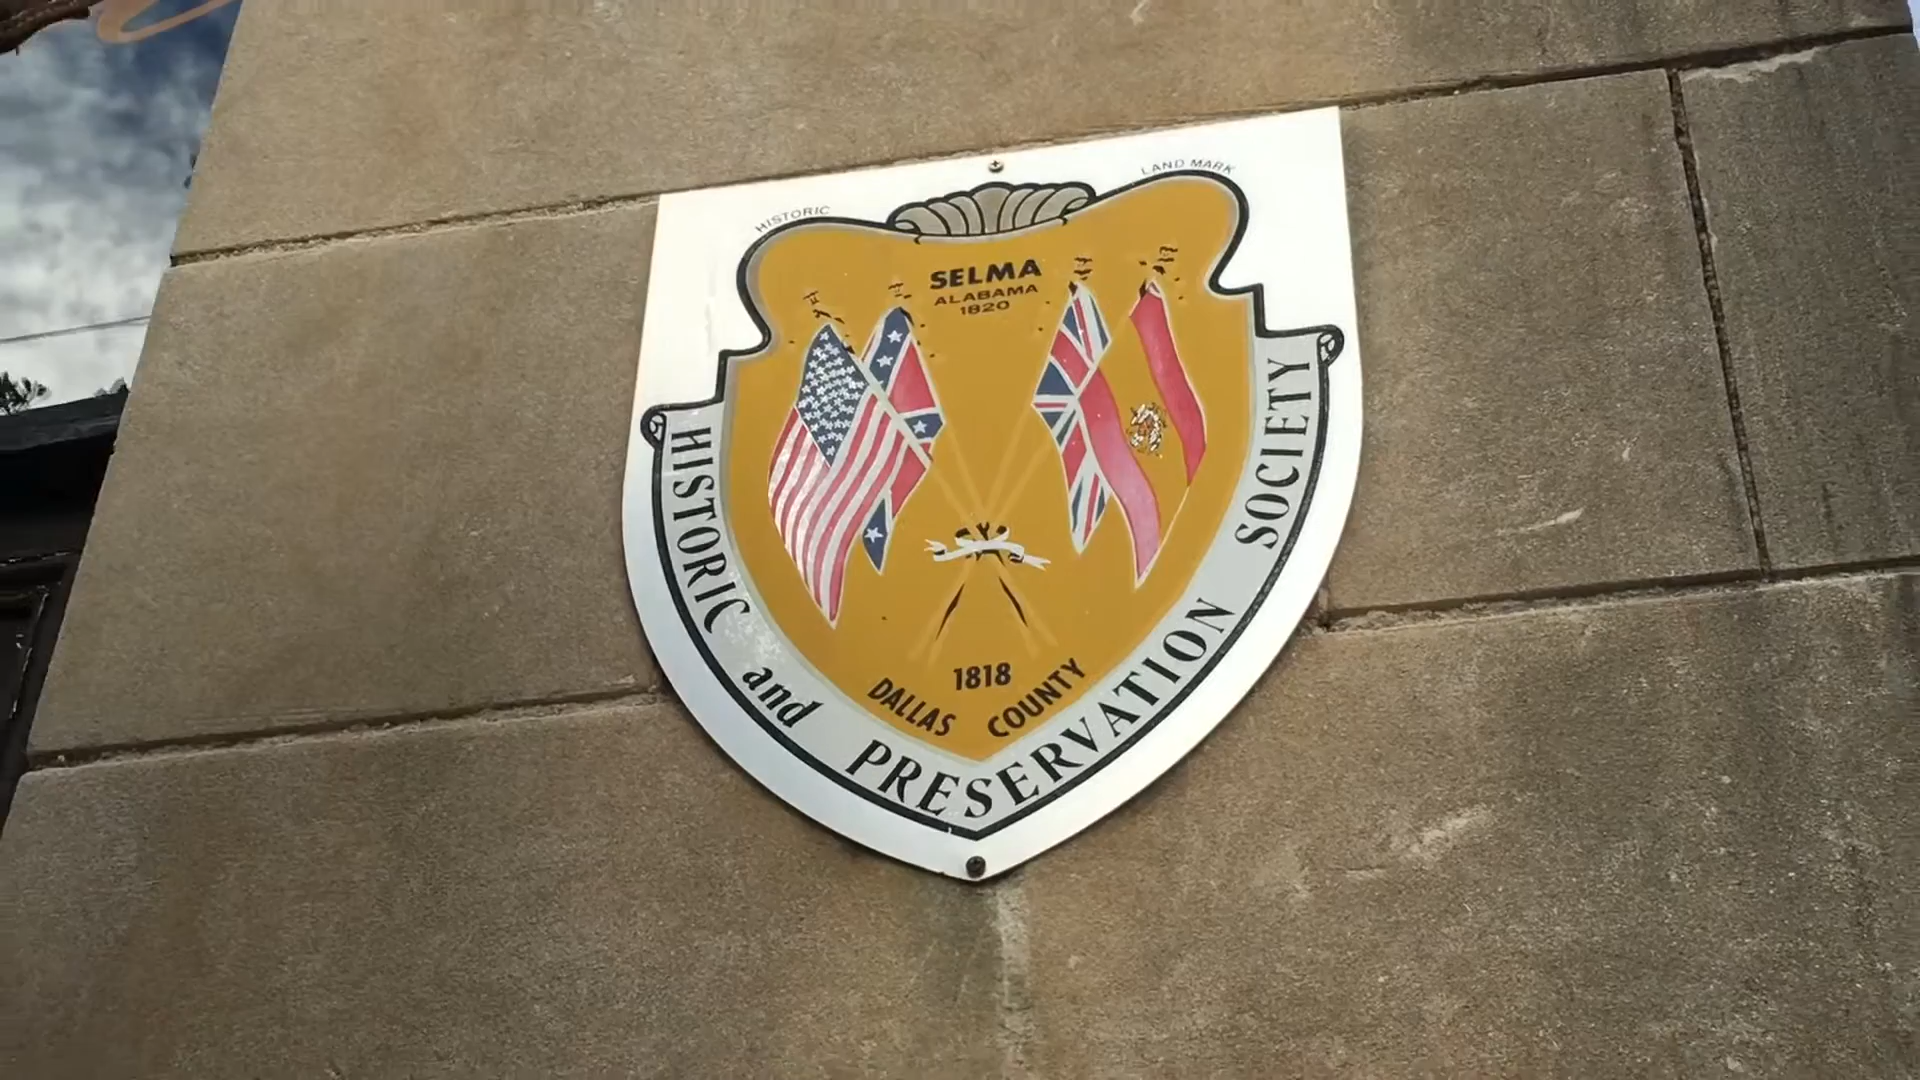 HISTORIC LAND MARK
SELMA
ALABAMA
1820
1818
DALLAS COUNTY
HISTORIC and PRESERVATION SOCIETY